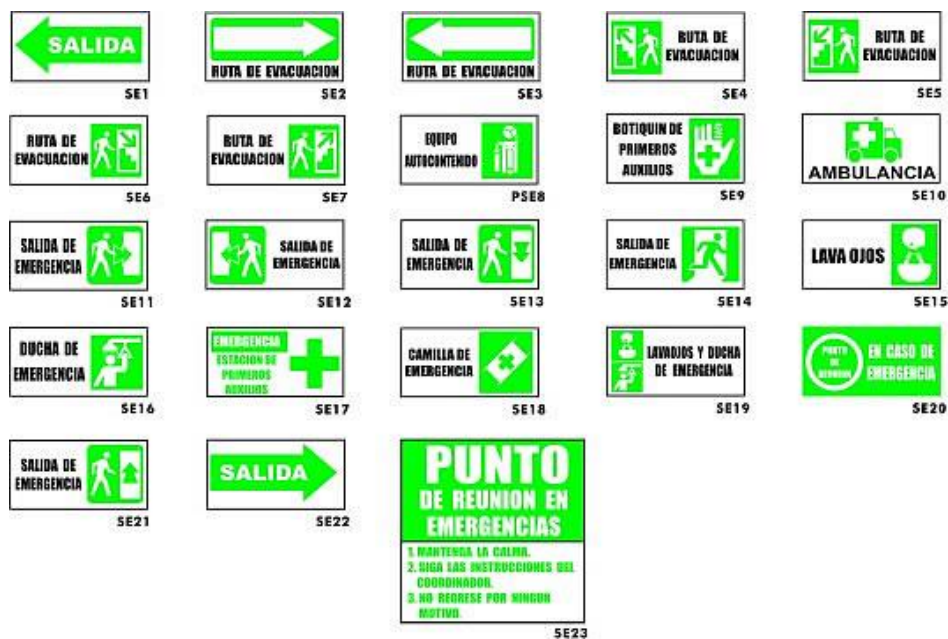 SALIDA
SE1
RUTA DE EVACUACION
SE2
RUTA DE EVACUACION
SE3
RUTA DE
EVACUACION
SE4
RUTA DE
EVACUACION
SE5
RUTA DE
EVACUACION
SE6
RUTA DE
EVACUACION
SE7
EQUIPO
AUTOCONTENIDO
PSE8
BOTIQUIN DE
PRIMEROS
AUXILIOS
SE9
AMBULANCIA
SE10
SALIDA DE
EMERGENCIA
SE11
SALIDA DE
EMERGENCIA
SE12
SALIDA DE
EMERGENCIA
SE13
SALIDA DE
EMERGENCIA
SE14
LAVA OJOS
SE15
DUCHA DE
EMERGENCIA
SE16
EMERGENCIA
ESTACION DE
PRIMEROS
AUXILIOS
SE17
CAMILLA DE
EMERGENCIA
SE18
LAVAOJOS Y DUCHA
DE EMERGENCIA
SE19
PUNTO
DE
REUNION
EN CASO DE
EMERGENCIA
SE20
SALIDA DE
EMERGENCIA
SE21
SALIDA
SE22
PUNTO
DE REUNION EN
EMERGENCIAS
1. MANTENGA LA CALMA.
2. SIGA LAS INSTRUCCIONES DEL
COORDINADOR.
3. NO REGRESE POR NINGUN
MOTIVO.
SE23